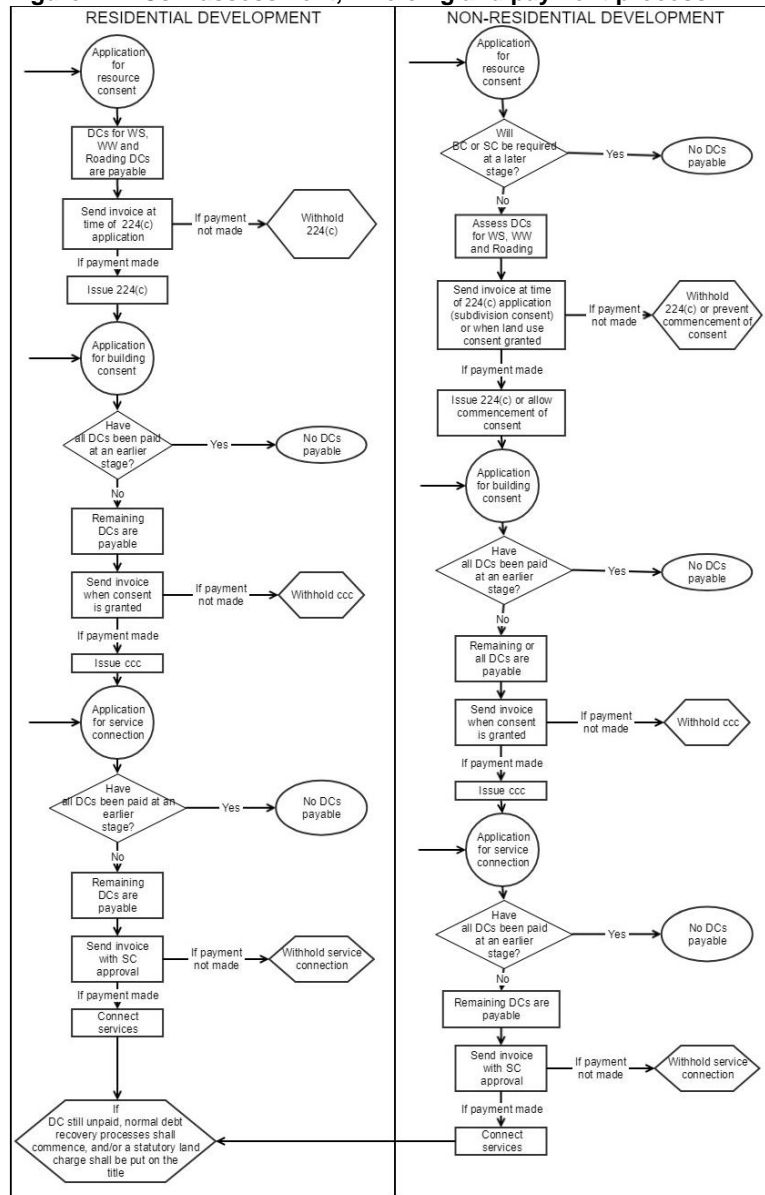 RESIDENTIAL DEVELOPMENT
Application
for
resource
consent
DCs for WS,
WW and
Roading DCs
are payable
Send invoice at
time of 224(c)
application
If payment
not made
Withhold
224(c)
If payment made
Issue 224(c)
Application
for building
consent
Have
all DCs been paid
at an earlier
stage?
Yes
No DCs
payable
No
Remaining
DCs are
payable
Send invoice
when consent
is granted
If payment
not made
Withhold ccc
If payment made
Issue ccc
Application
for service
connection
Have
all DCs been paid at an
earlier
stage?
Yes
No DCs
payable
No
Remaining
DCs are
payable
Send invoice
with SC
approval
If payment
not made
Withhold service
connection
If payment made
Connect
services
If
DC still unpaid, normal debt
recovery processes shall
commence, and/or a statutory land
charge shall be put on the
title
NON-RESIDENTIAL DEVELOPMENT
Application
for
resource
consent
Will
BC or SC be required
at a later
stage?
Yes
No DCs
payable
No
Assess DCs
for WS, WW
and Roading
Send invoice at time
of 224(c) application
(subdivision consent)
or when land use
consent granted
If payment
not made
Withhold
224(c) or prevent
commencement of
consent
If payment made
Issue 224(c) or allow
commencement of
consent
Application
for building
consent
Have
all DCs been paid
at an earlier
stage?
Yes
No DCs
payable
No
Remaining or
all DCs are
payable
Send invoice
when consent
is granted
If payment
not made
Withhold ccc
If payment made
Issue ccc
Application
for service
connection
Have
all DCs been paid
at an earlier
stage?
Yes
No DCs
payable
No
Remaining DCs are
payable
Send invoice
with SC
approval
If payment
not made
Withhold service
connection
If payment made
Connect
services